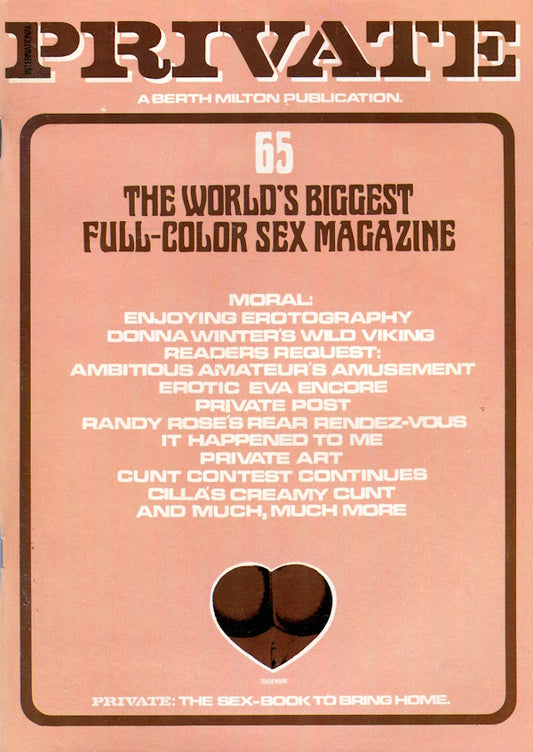 INTERNATIONAL
PRIVATE
A BERTH MILTON PUBLICATION.
65
THE WORLD'S BIGGEST
FULL-COLOR SEX MAGAZINE
MORAL:
ENJOYING EROTOGRAPHY
DONNA WINTER'S WILD VIKING
READERS REQUEST:
AMBITIOUS AMATEUR'S AMUSEMENT
EROTIC EVA ENCORE
PRIVATE POST
RANDY ROSE'S REAR RENDEZ-VOUS
IT HAPPENED TO ME
PRIVATE ART
CUNT CONTEST CONTINUES
CILLA'S CREAMY CUNT
AND MUCH, MUCH MORE
TRADEMARK
PRIVATE: THE SEX-BOOK TO BRING HOME.